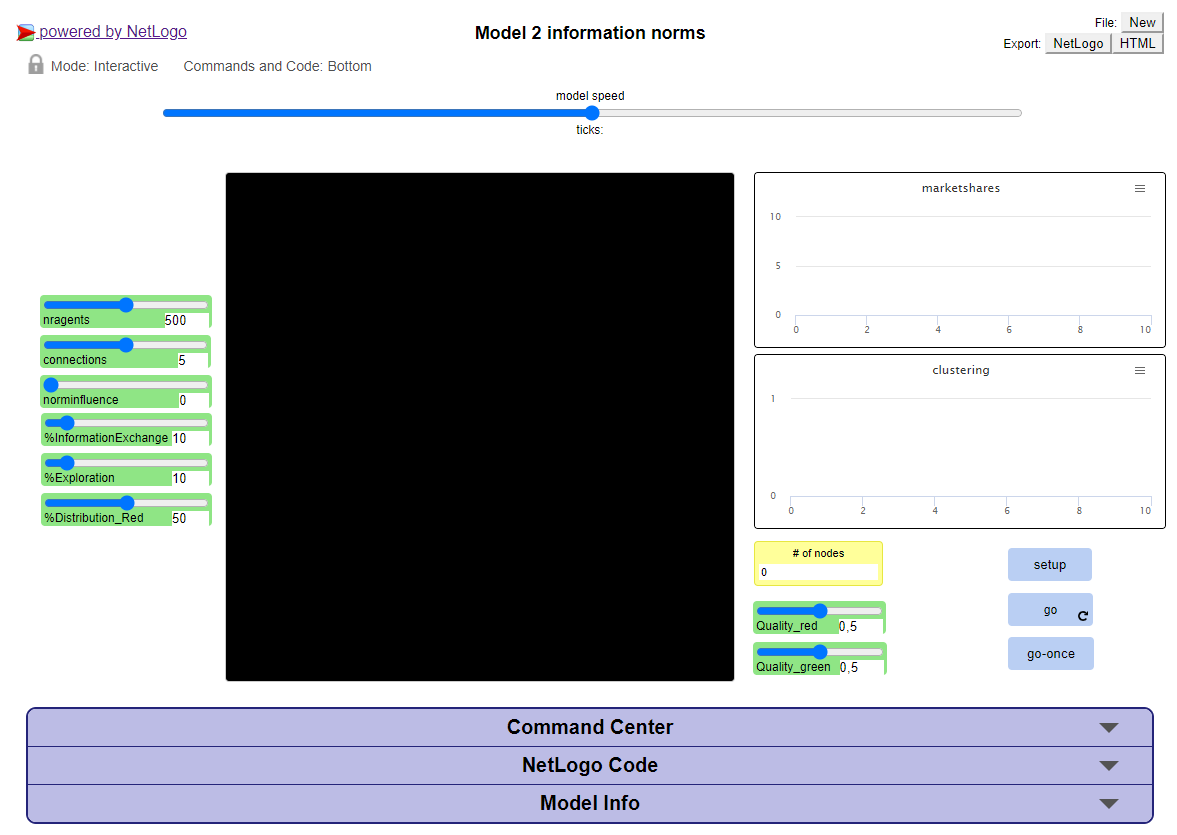 powered by NetLogo
Model 2 information norms
File: New
Export: NetLogo HTML
Mode: Interactive
Commands and Code: Bottom
model speed
ticks:
nragents 500
connections 5
norminfluence 0
%InformationExchange 10
%Exploration 10
%Distribution_Red 50
marketshares
10
5
0
0 2 4 6 8 10
clustering
1
0
0 2 4 6 8 10
# of nodes
0
Quality_red 0,5
Quality_green 0,5
setup
go
go-once
Command Center
NetLogo Code
Model Info